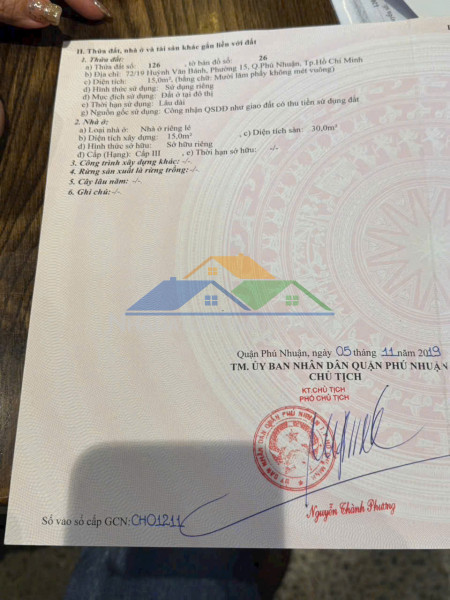 II. Thửa đất, nhà ở và tài sản khác gắn liền với đất
1. Thửa đất:
a) Thửa đất số: 126 , tờ bản đồ số: 26
b) Địa chỉ: 72/19 Huỳnh Văn Bánh, Phường 15, Q.Phú Nhuận, Tp.Hồ Chí Minh
c) Diện tích: 15,0m², (bằng chữ: Mười lăm phẩy không mét vuông)
d) Hình thức sử dụng: Sử dụng riêng
đ) Mục đích sử dụng: Đất ở tại đô thị
e) Thời hạn sử dụng: Lâu dài
g) Nguồn gốc sử dụng: Công nhận QSDĐ như giao đất có thu tiền sử dụng đất
2. Nhà ở:
a) Loại nhà ở: Nhà ở riêng lẻ
b) Diện tích xây dựng: 15,0m² , c) Diện tích sàn: 30,0m²
d) Hình thức sở hữu: Sở hữu riêng
đ) Cấp (Hạng): Cấp III , e) Thời hạn sở hữu: -/-
3. Công trình xây dựng khác: -/-
4. Rừng sản xuất là rừng trồng: -/-
5. Cây lâu năm: -/-
6. Ghi chú: -/-
Quận Phú Nhuận, ngày 05 tháng 11 năm 2019
TM. ỦY BAN NHÂN DÂN QUẬN PHÚ NHUẬN
CHỦ TỊCH
KT.CHỦ TỊCH
PHÓ CHỦ TỊCH
Nguyễn Thành Phương
Số vào sổ cấp GCN: CH01211